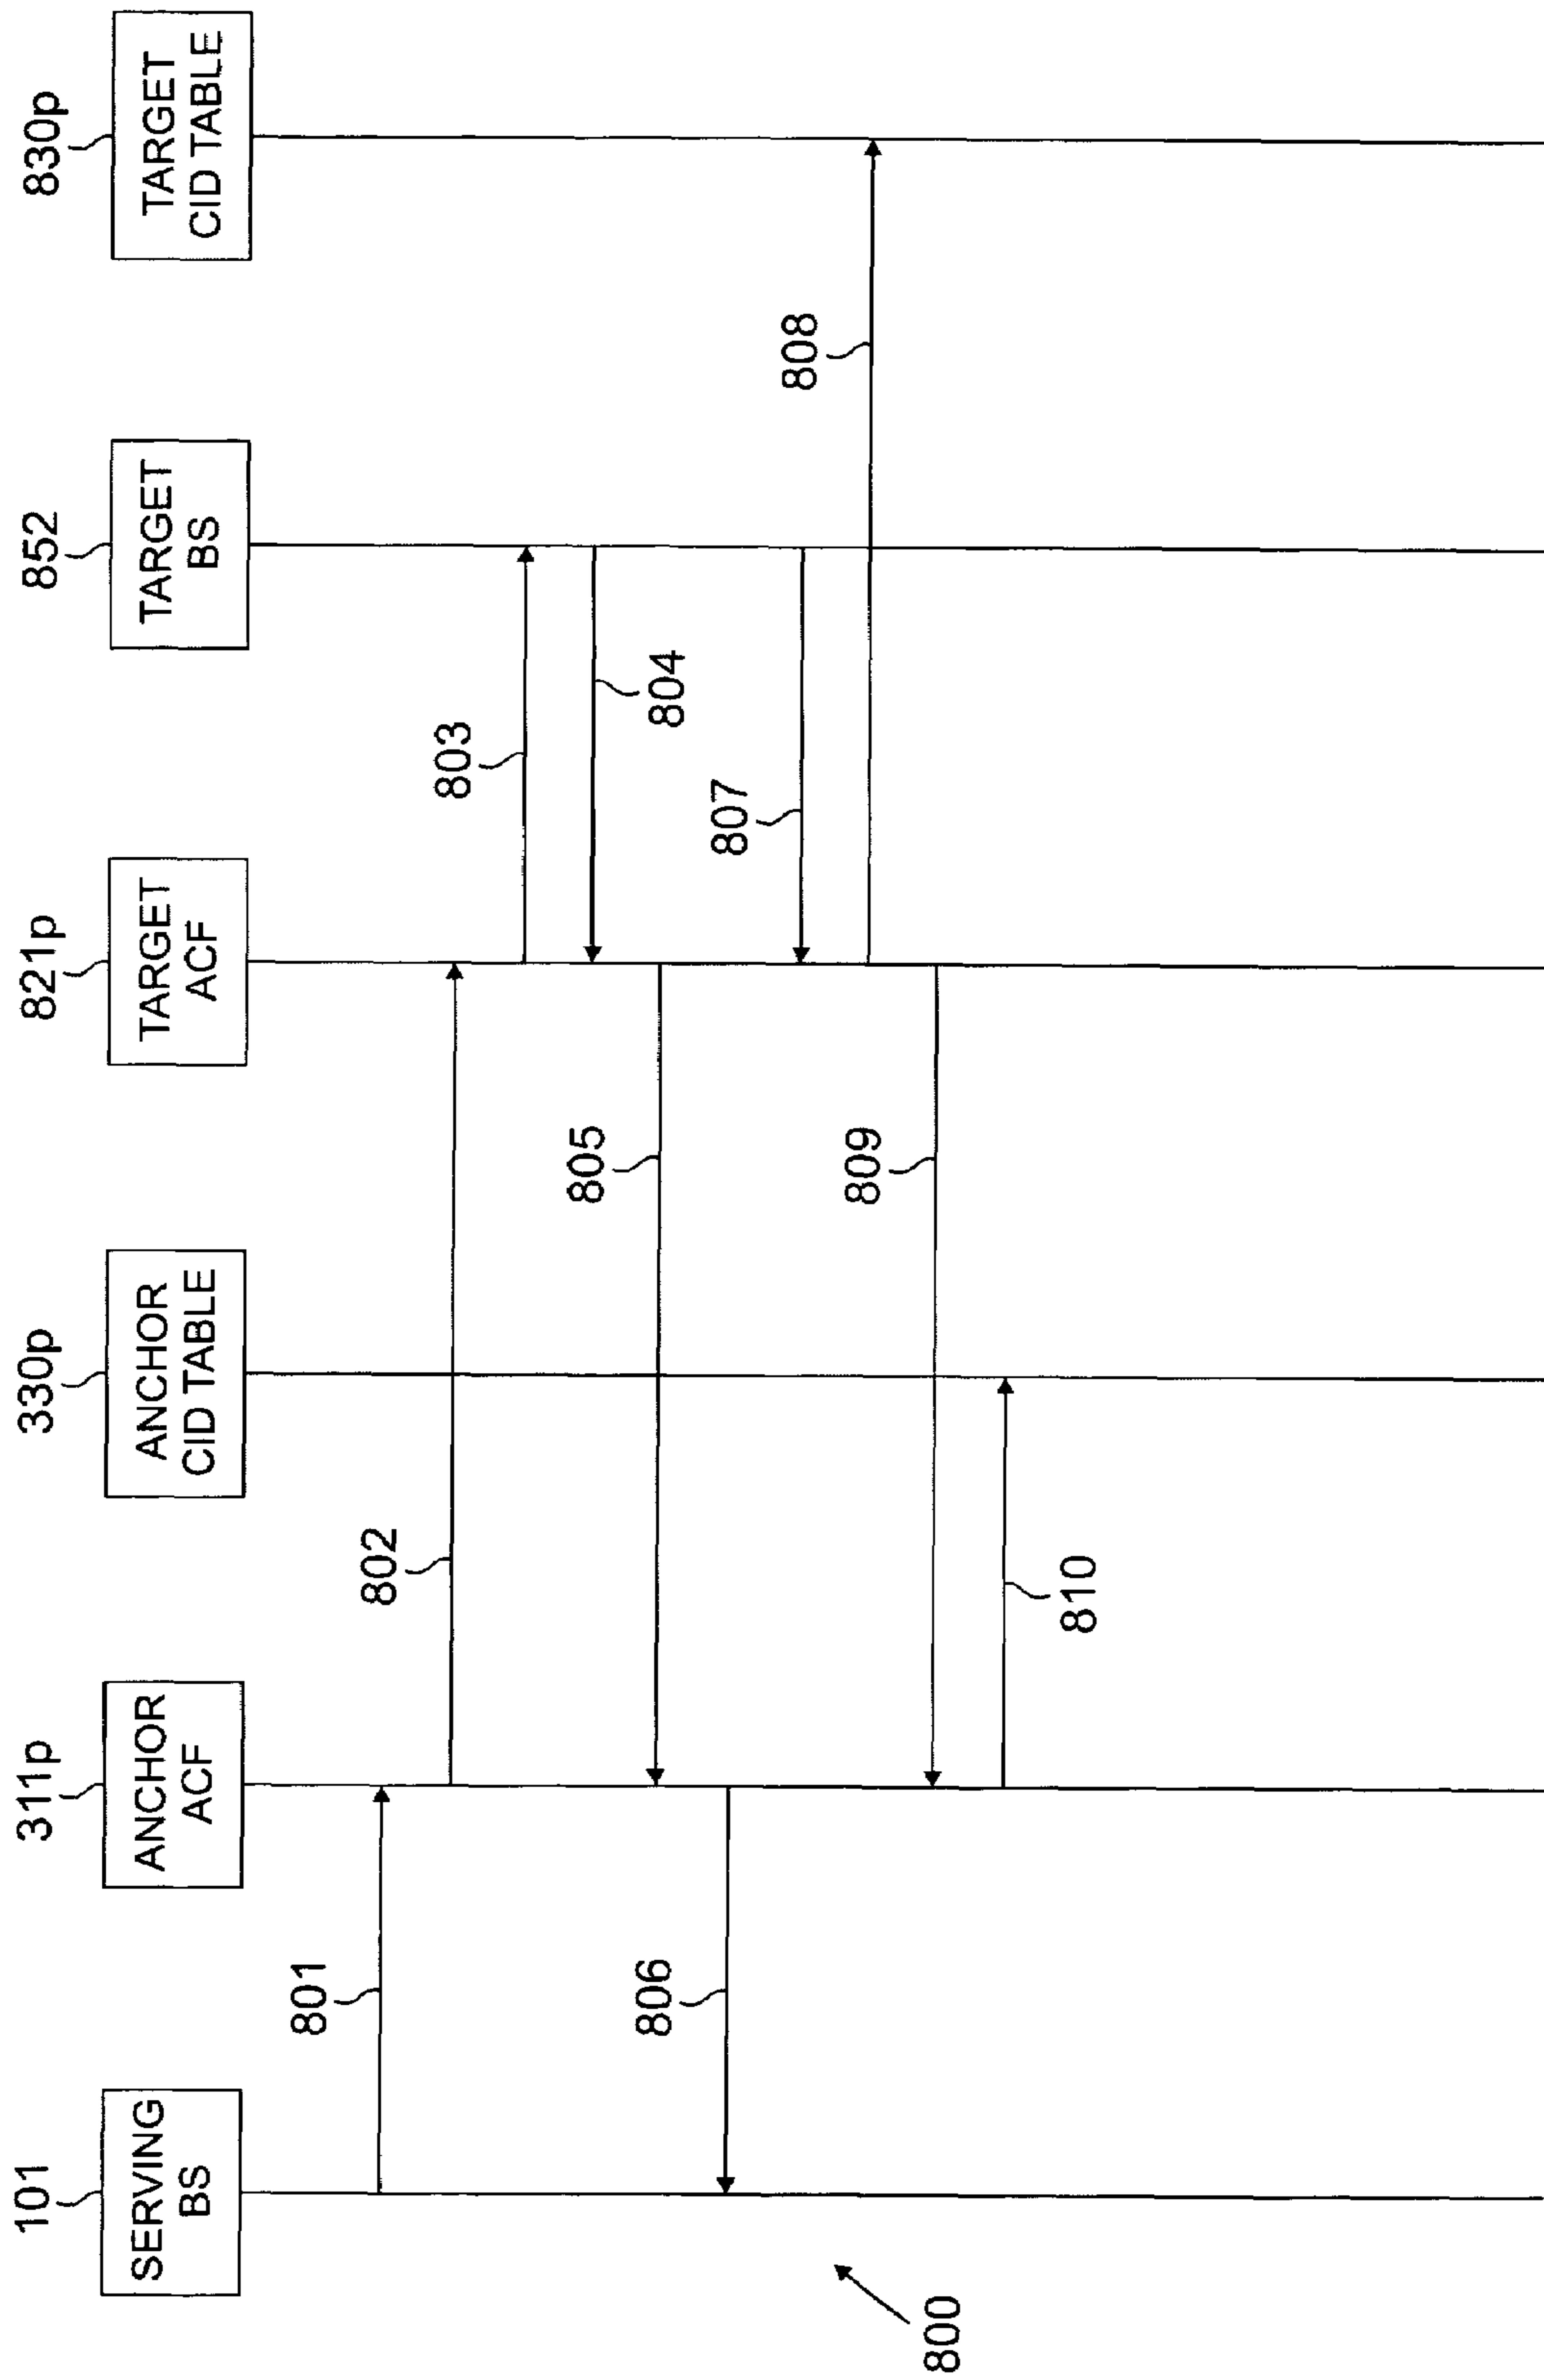 101
SERVING
BS
311p
ANCHOR
ACF
330p
ANCHOR
CID TABLE
821p
TARGET
ACF
852
TARGET
BS
830p
TARGET
CID TABLE
801
802
803
804
805
806
807
808
809
810
800